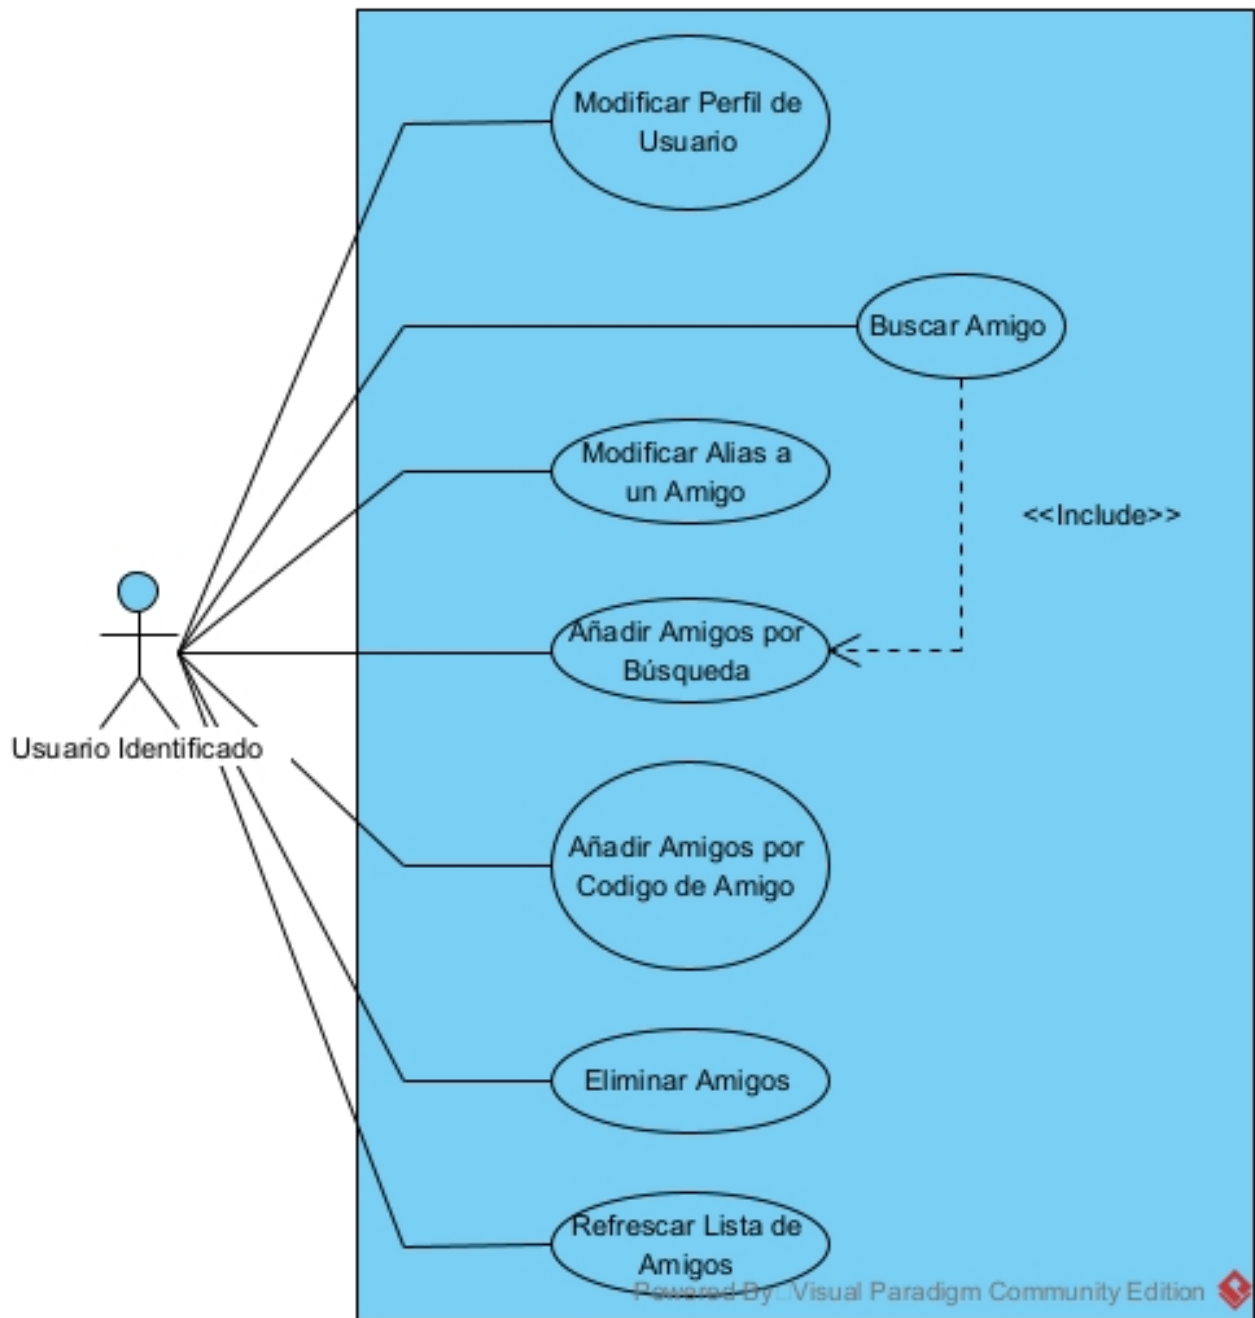 Modificar Perfil de
Usuario
Buscar Amigo
Modificar Alias a
un Amigo
<<Include>>
Añadir Amigos por
Búsqueda
Usuario Identificado
Añadir Amigos por
Codigo de Amigo
Eliminar Amigos
Refrescar Lista de
Amigos
Powered By Visual Paradigm Community Edition